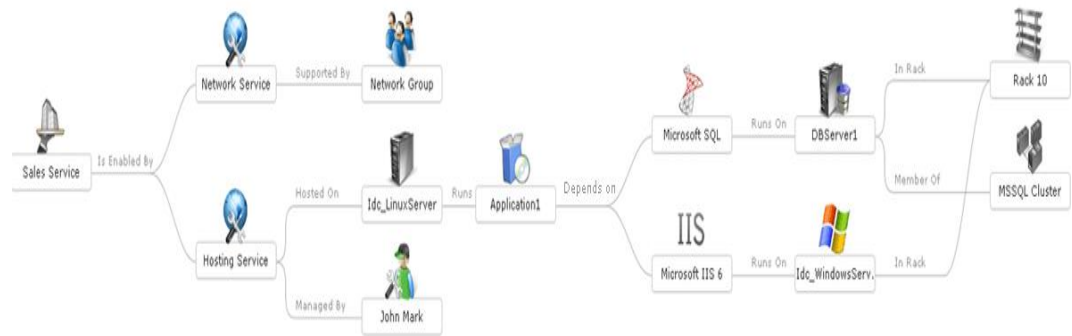 Sales Service
Is Enabled By
Network Service
Supported By
Network Group
Hosting Service
Hosted On
Idc_LinuxServer
Runs
Application1
Managed By
John Mark
Depends on
Microsoft SQL
Runs On
DBServer1
In Rack
Rack 10
Member Of
MSSQL Cluster
IIS
Microsoft IIS 6
Runs On
Idc_WindowsServ.
In Rack